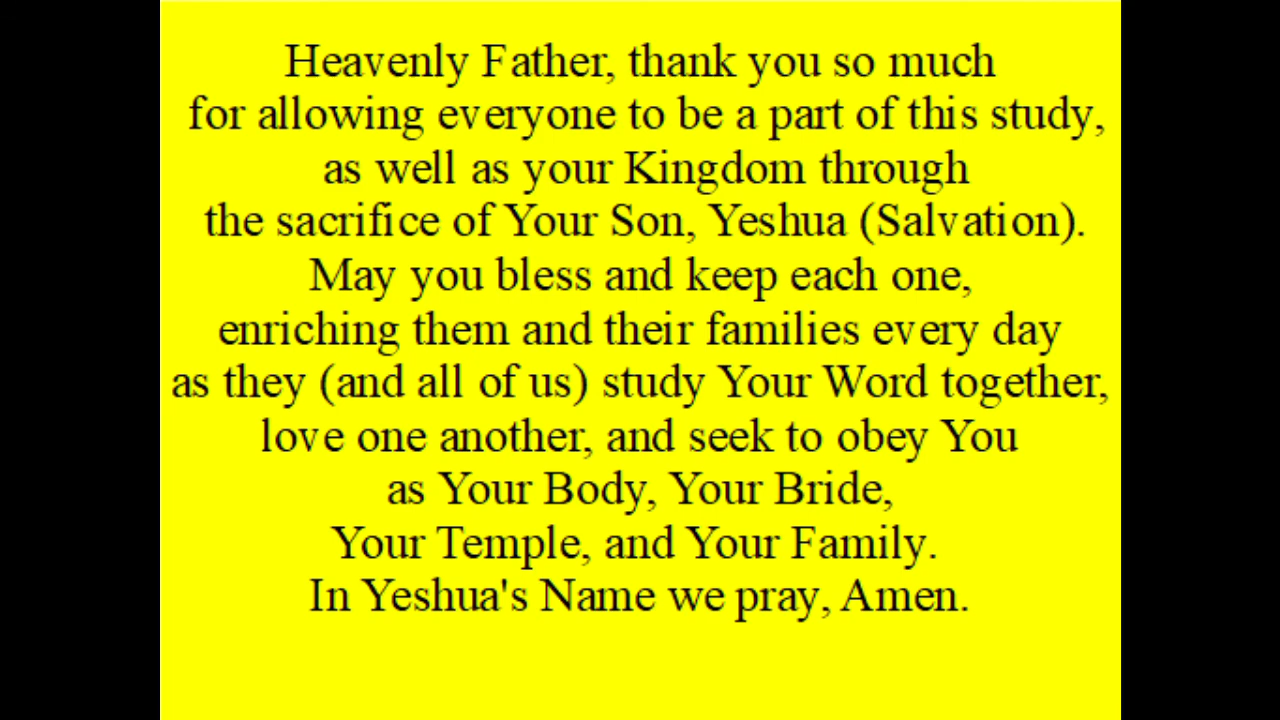 Heavenly Father, thank you so much
for allowing everyone to be a part of this study,
as well as your Kingdom through
the sacrifice of Your Son, Yeshua (Salvation).
May you bless and keep each one,
enriching them and their families every day
as they (and all of us) study Your Word together,
love one another, and seek to obey You
as Your Body, Your Bride,
Your Temple, and Your Family.
In Yeshua's Name we pray, Amen.